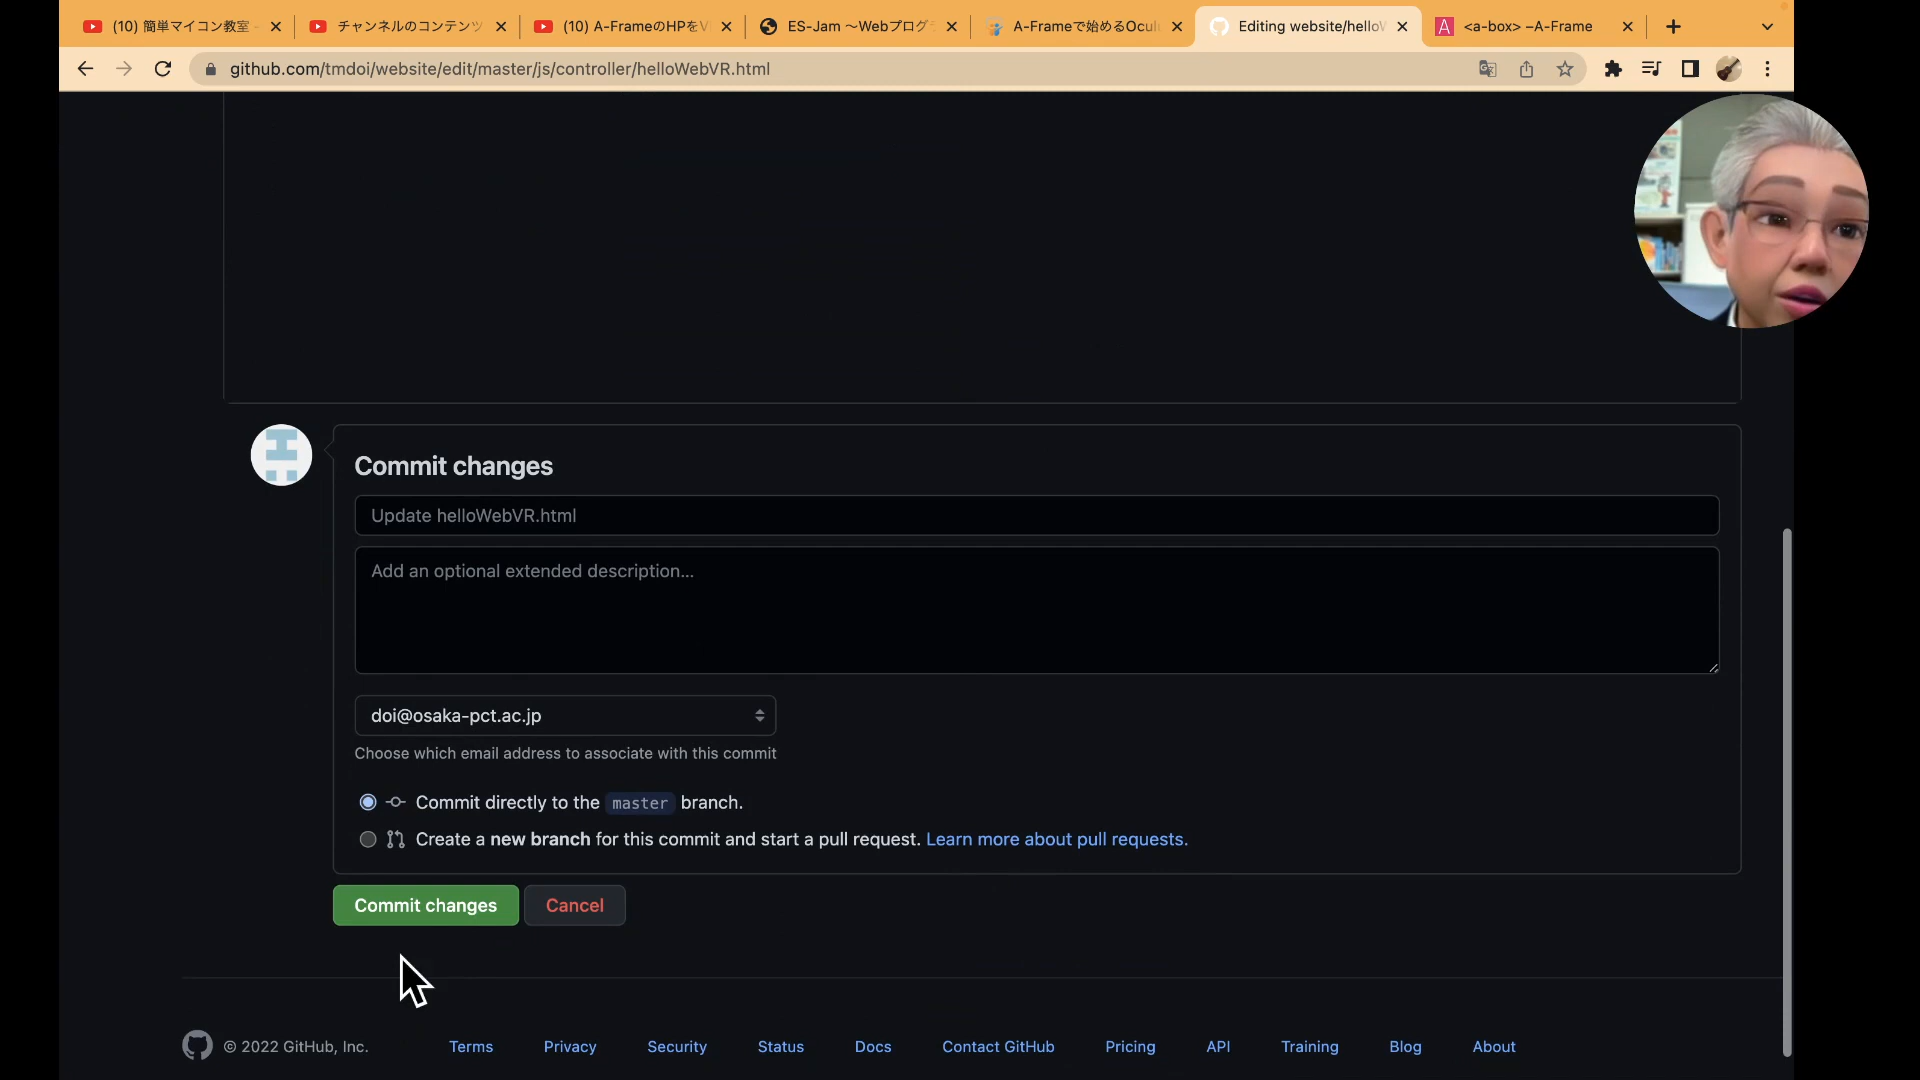 (10) 簡単マイコン教室
チャンネルのコンテンツ
(10) A-FrameのHPをV
ES-Jam 〜Webプログラ
A-Frameで始めるOcul
Editing website/helloW
A
<a-box> –A-Frame
github.com/tmdoi/website/edit/master/js/controller/helloWebVR.html
Commit changes
Update helloWebVR.html
Add an optional extended description...
doi@osaka-pct.ac.jp
Choose which email address to associate with this commit
Commit directly to the master branch.
Create a new branch for this commit and start a pull request. Learn more about pull requests.
Commit changes
Cancel
© 2022 GitHub, Inc.
Terms
Privacy
Security
Status
Docs
Contact GitHub
Pricing
API
Training
Blog
About